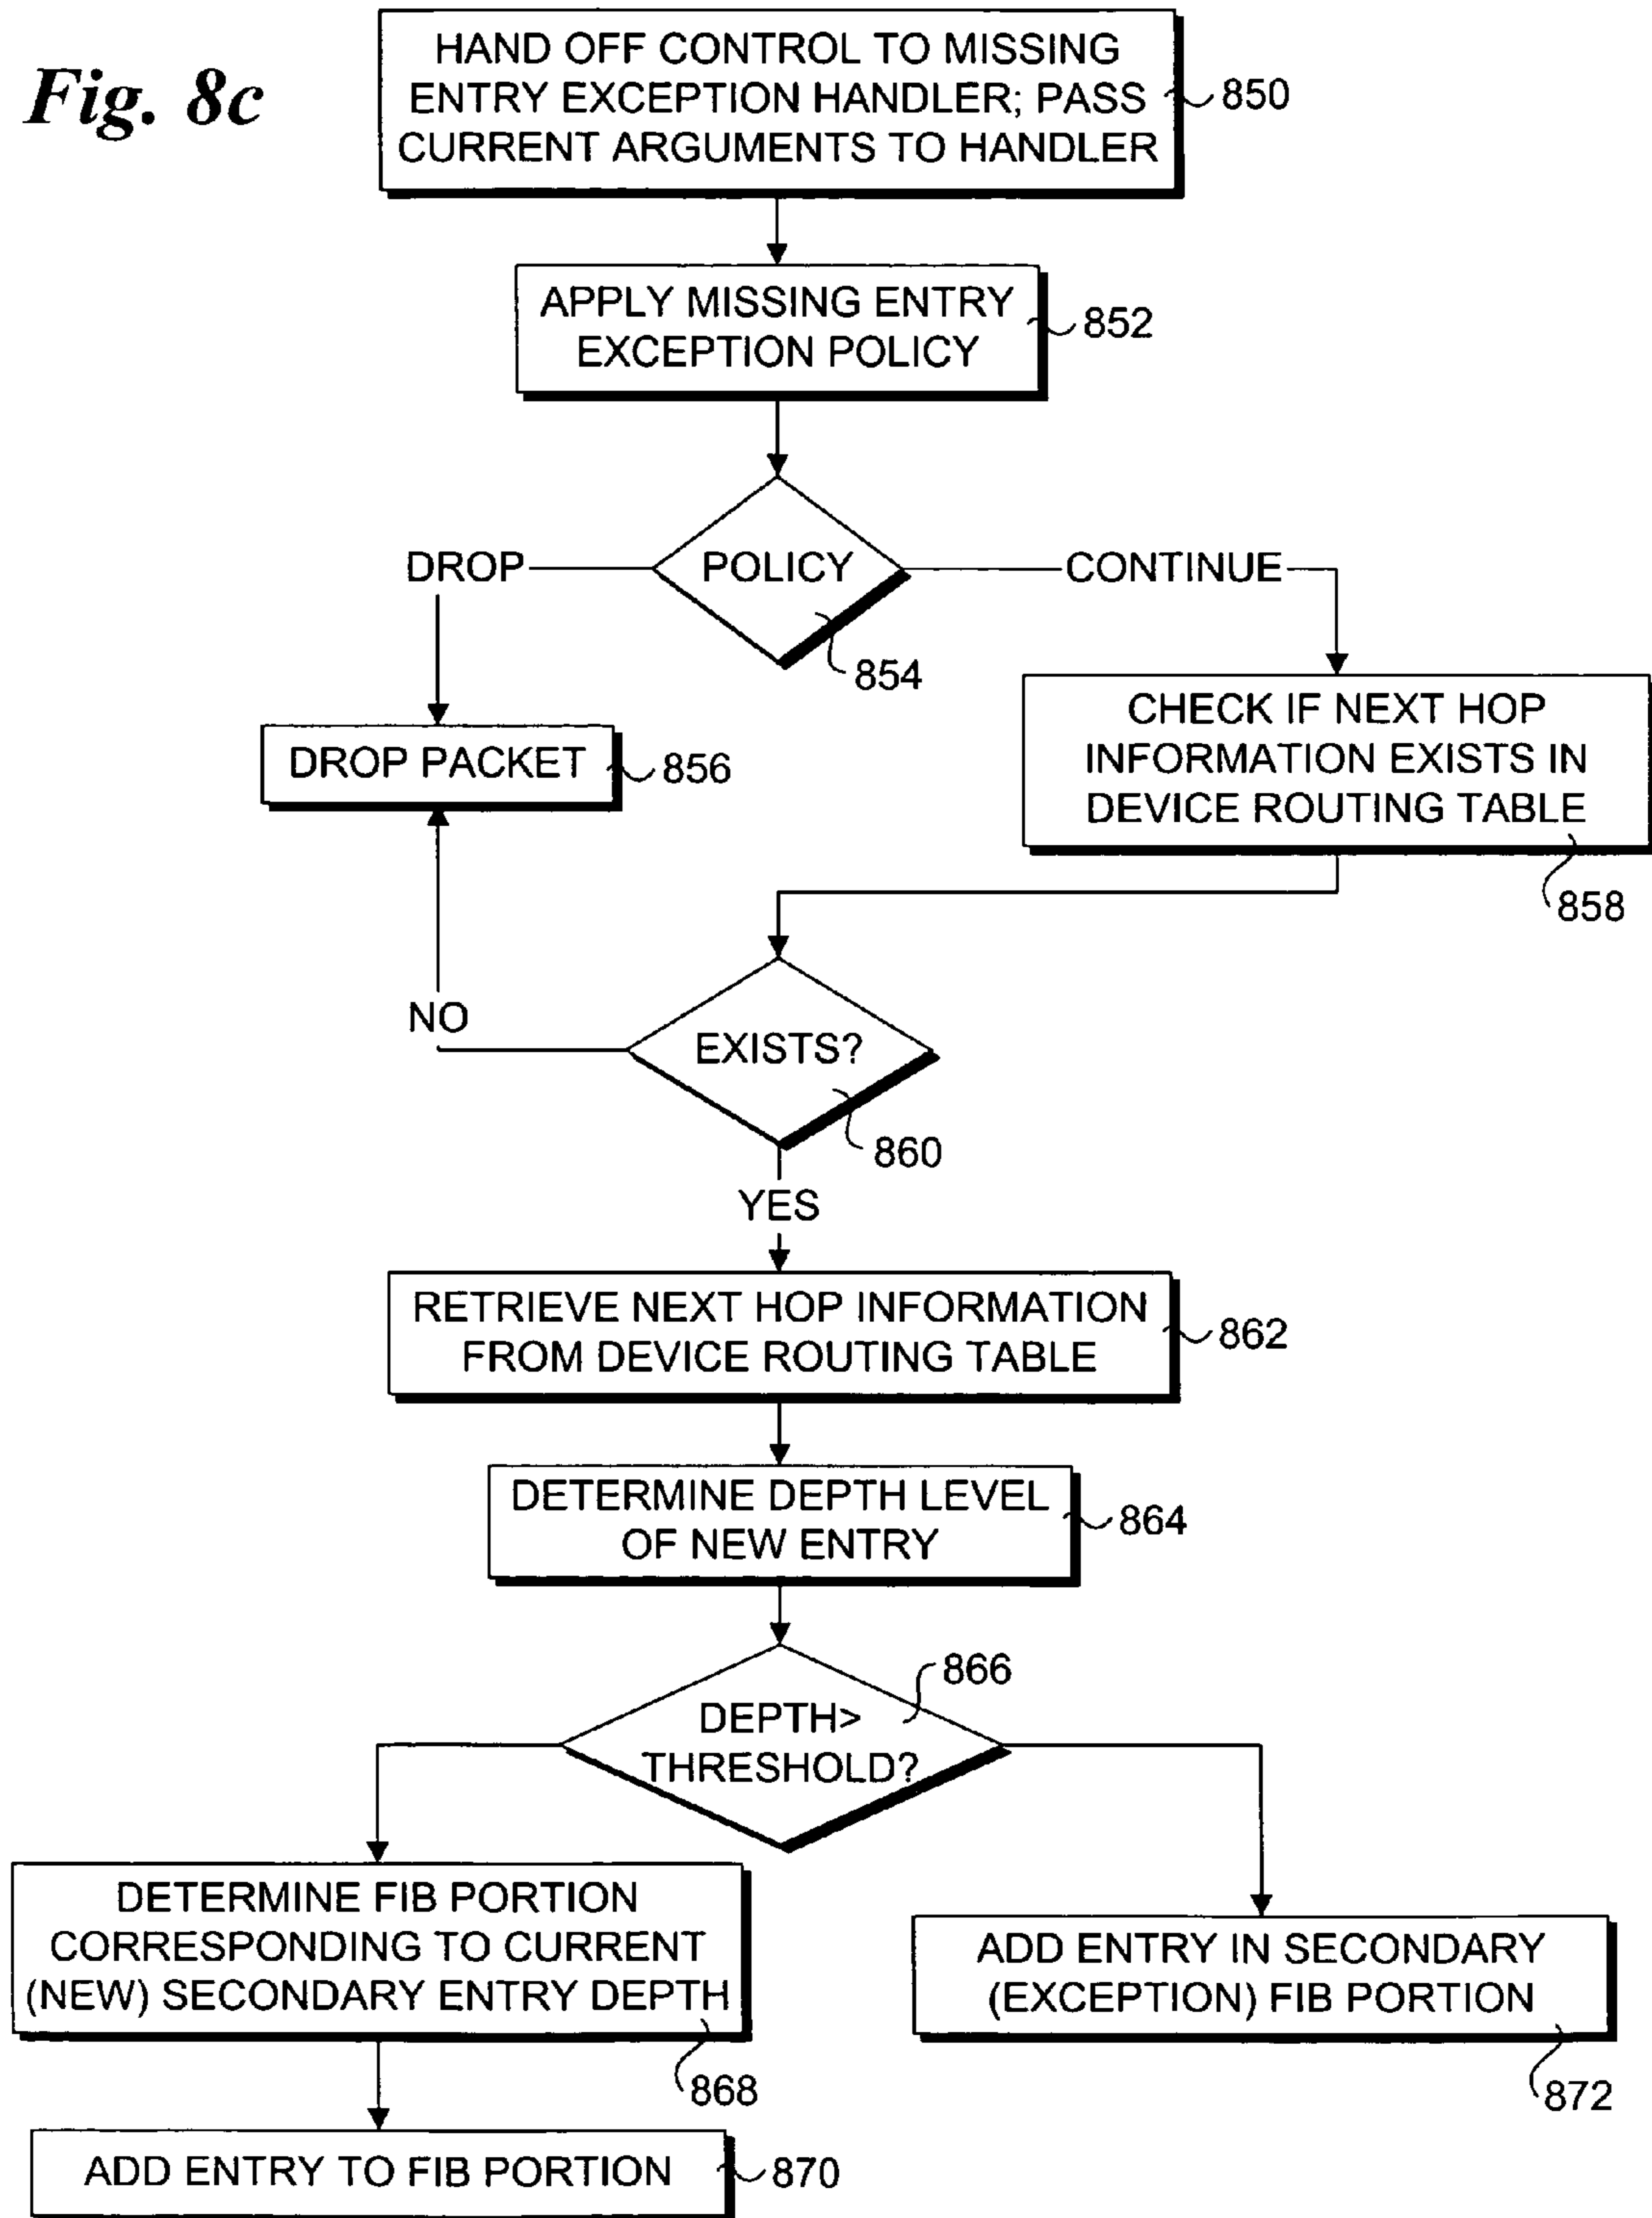 Fig. 8c
HAND OFF CONTROL TO MISSING
ENTRY EXCEPTION HANDLER; PASS
CURRENT ARGUMENTS TO HANDLER
850
APPLY MISSING ENTRY
EXCEPTION POLICY
852
DROP
POLICY
CONTINUE
854
DROP PACKET
856
CHECK IF NEXT HOP
INFORMATION EXISTS IN
DEVICE ROUTING TABLE
858
NO
EXISTS?
860
YES
RETRIEVE NEXT HOP INFORMATION
FROM DEVICE ROUTING TABLE
862
DETERMINE DEPTH LEVEL
OF NEW ENTRY
864
866
DEPTH>
THRESHOLD?
DETERMINE FIB PORTION
CORRESPONDING TO CURRENT
(NEW) SECONDARY ENTRY DEPTH
868
ADD ENTRY IN SECONDARY
(EXCEPTION) FIB PORTION
872
ADD ENTRY TO FIB PORTION
870